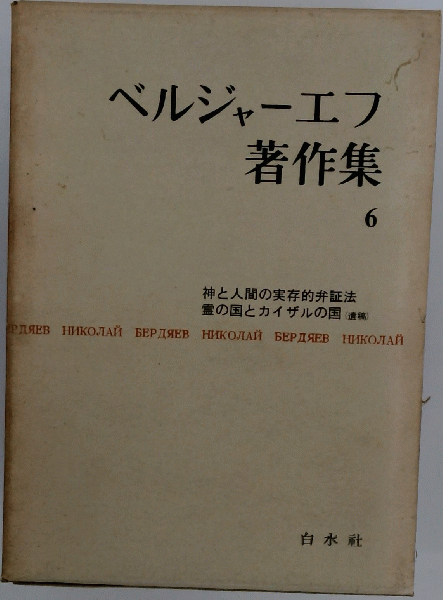 ベルジャーエフ
著作集
6
神と人間の実存的弁証法
霊の国とカイザルの国(遺稿)
ЕРДЯЕВ НИКОЛАЙ БЕРДЯЕВ НИКОЛАЙ БЕРДЯЕВ НИКОЛАЙ
白水社